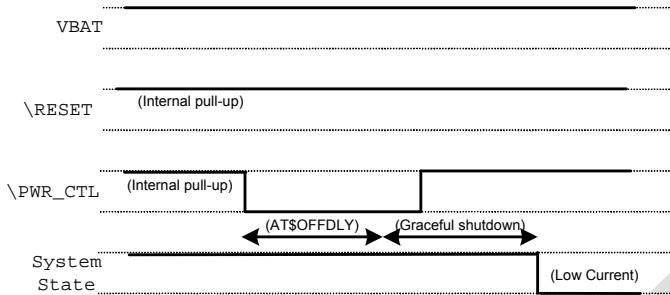 VBAT
\RESET
(Internal pull-up)
\PWR_CTL
(Internal pull-up)
(AT$OFFDLY)
(Graceful shutdown)
System
State
(Low Current)